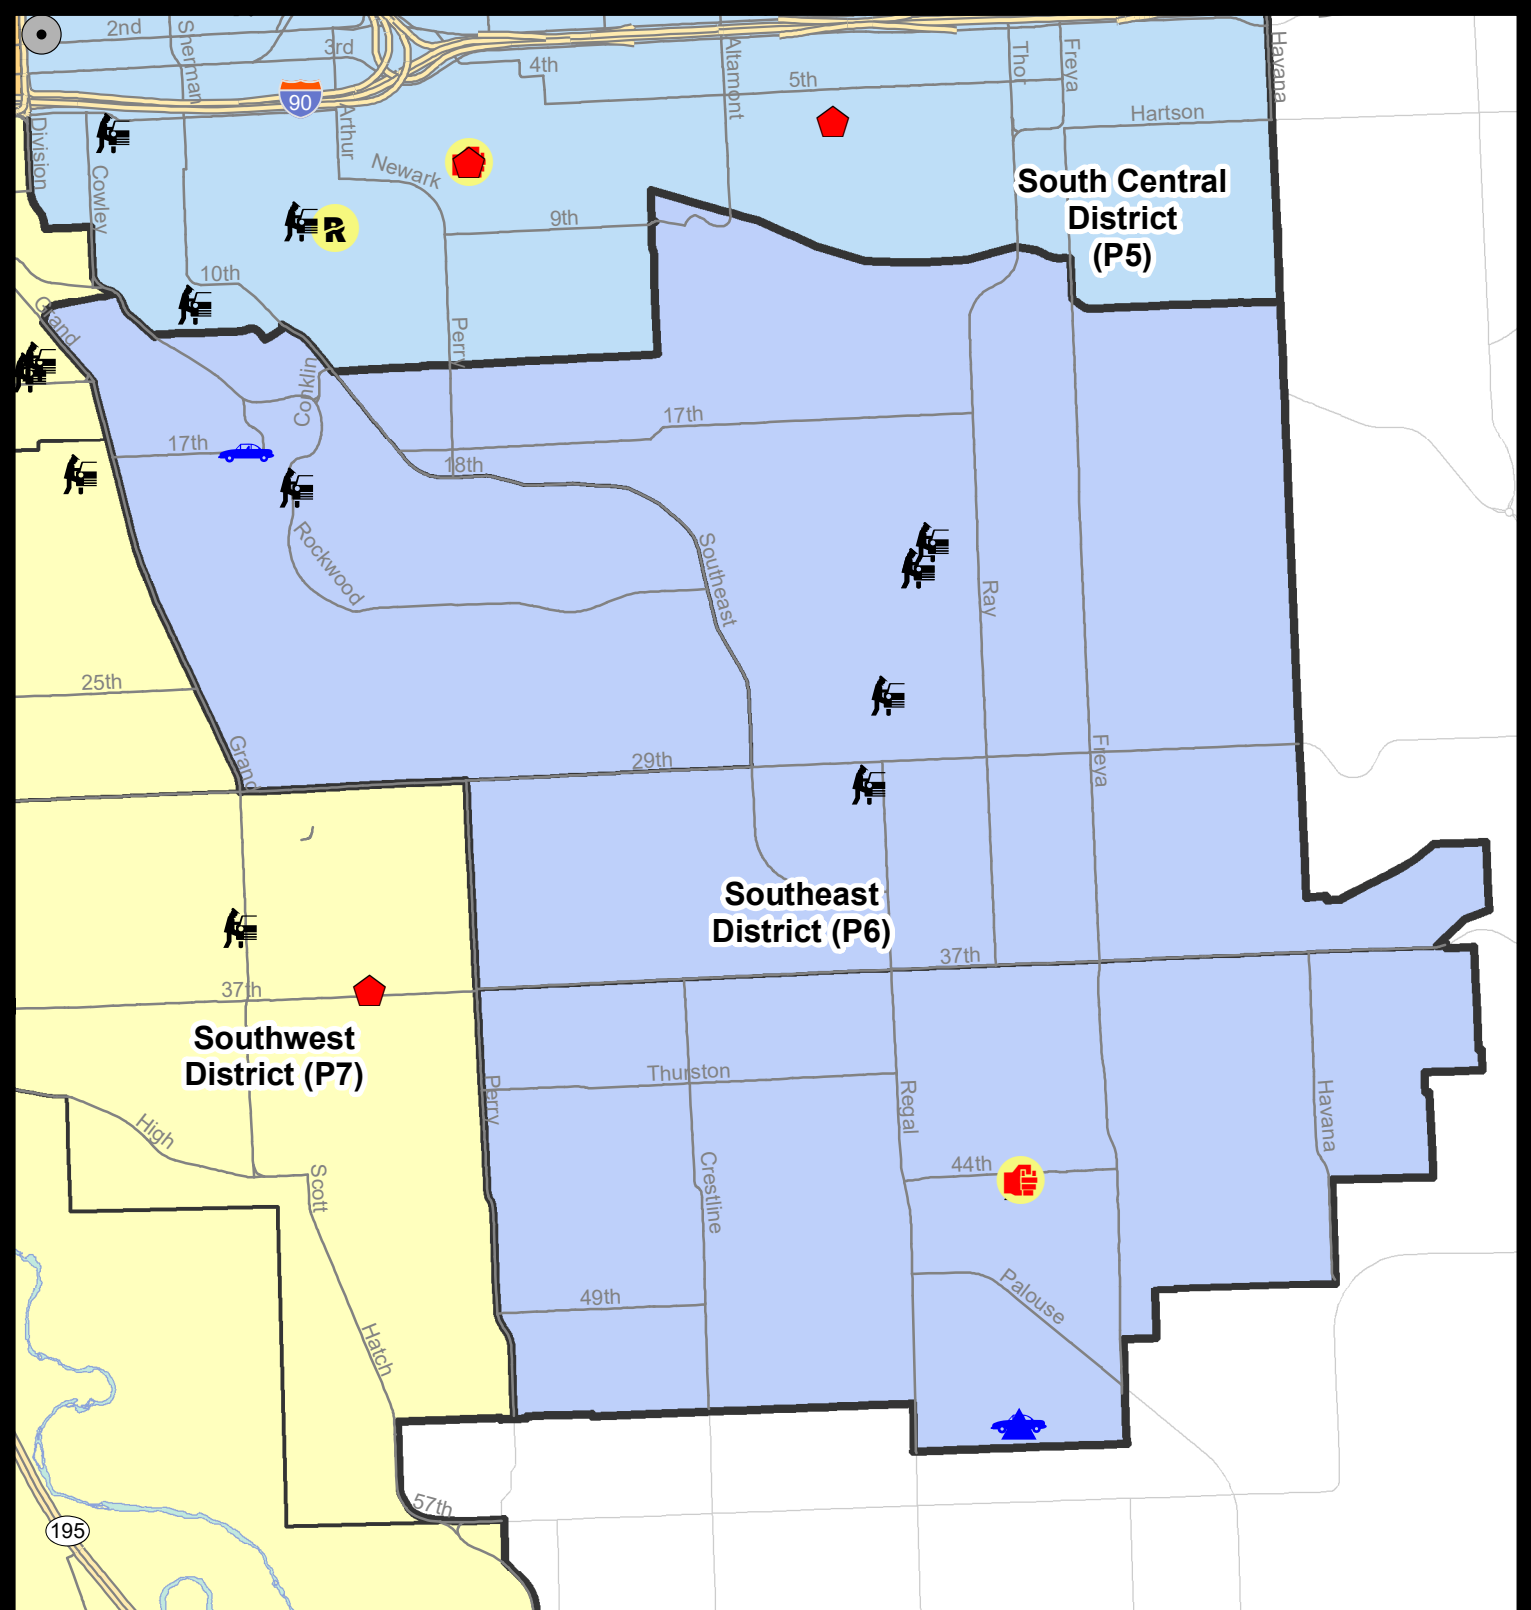 2nd
Sherman
3rd
4th
Altamont
5th
Thor
Freya
Havana
90
Hartson
Division
Arthur
Cowley
Newark
South Central
District
(P5)
9th
R
10th
Grand
Perry
Conklin
17th
17th
18th
Rockwood
Southeast
Ray
25th
Grand
29th
Freya
Southeast
District (P6)
37th
37th
Southwest
District (P7)
Thurston
Perry
Regal
Havana
High
Scott
Crestline
44th
49th
Palouse
Hatch
57th
195